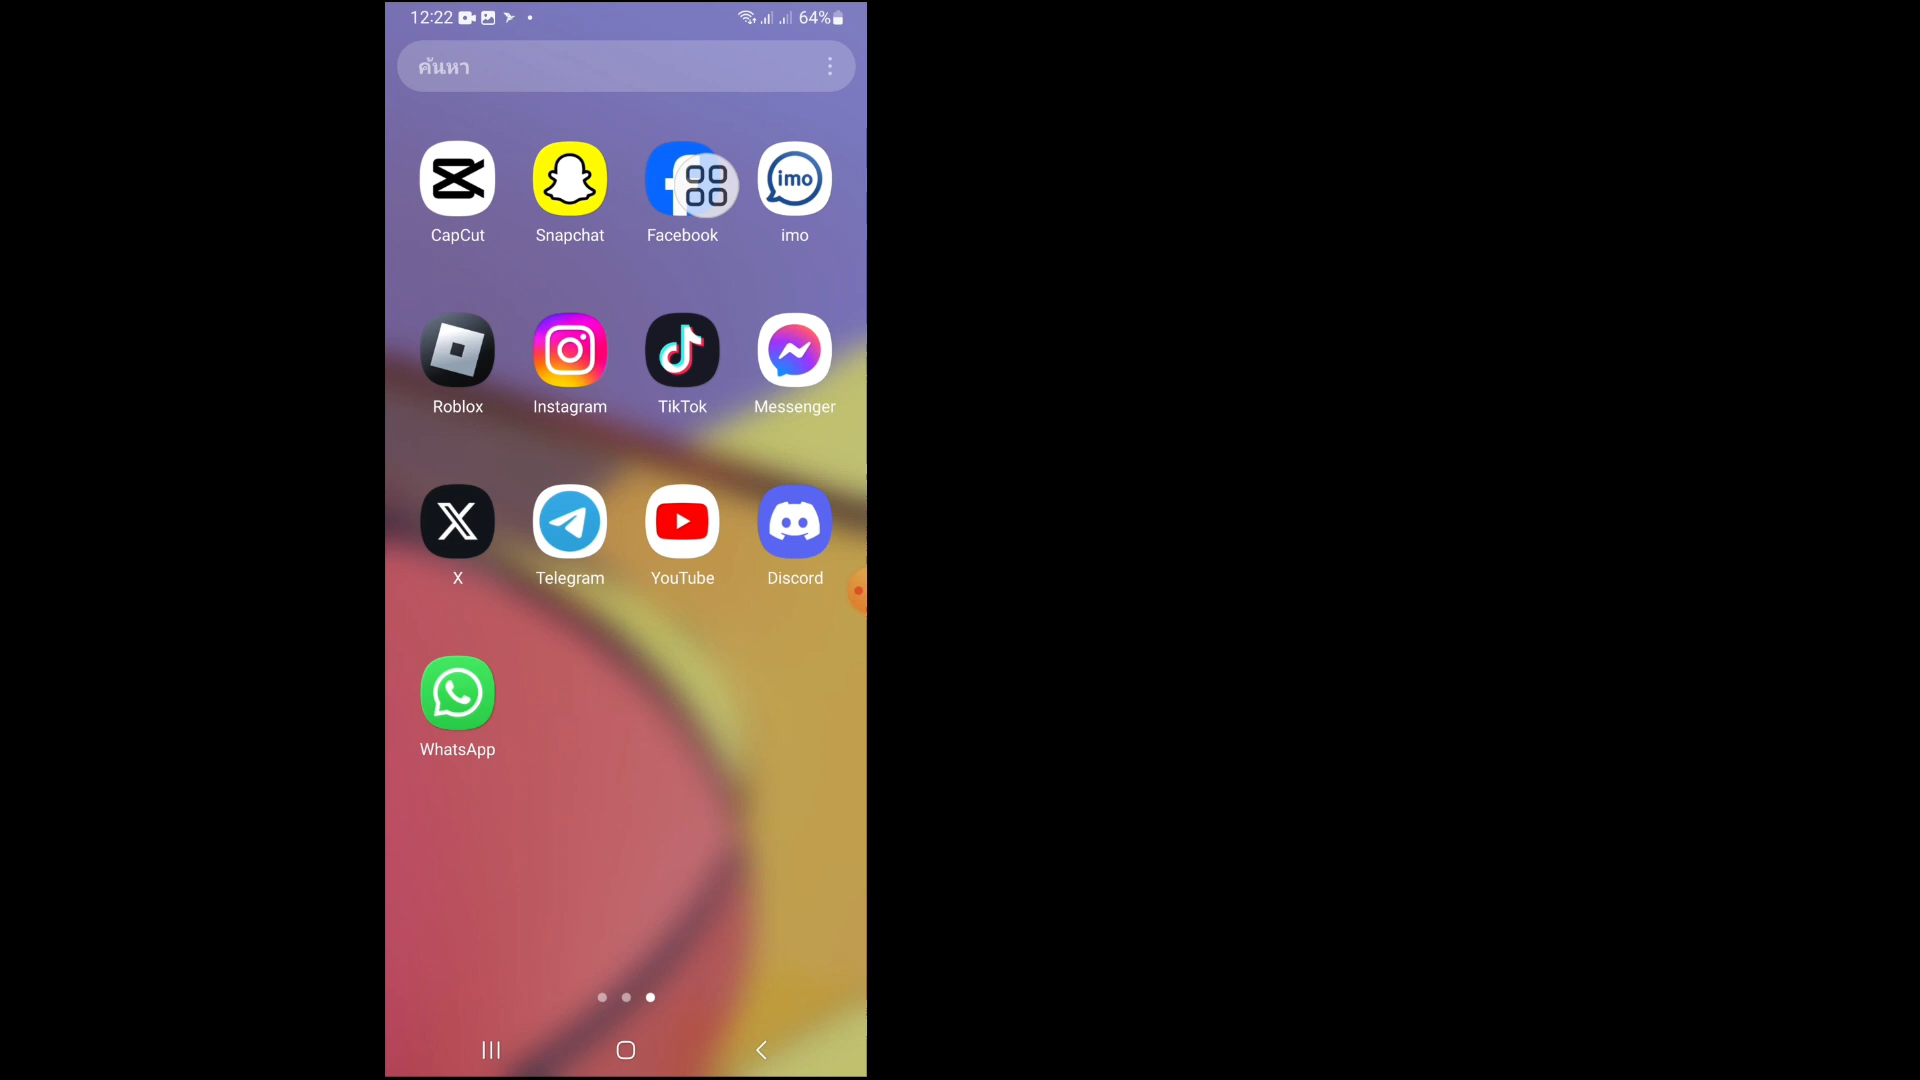 12:22
64%
ค้นหา
imo
CapCut
Snapchat
Facebook
imo
Roblox
Instagram
TikTok
Messenger
X
Telegram
YouTube
Discord
WhatsApp